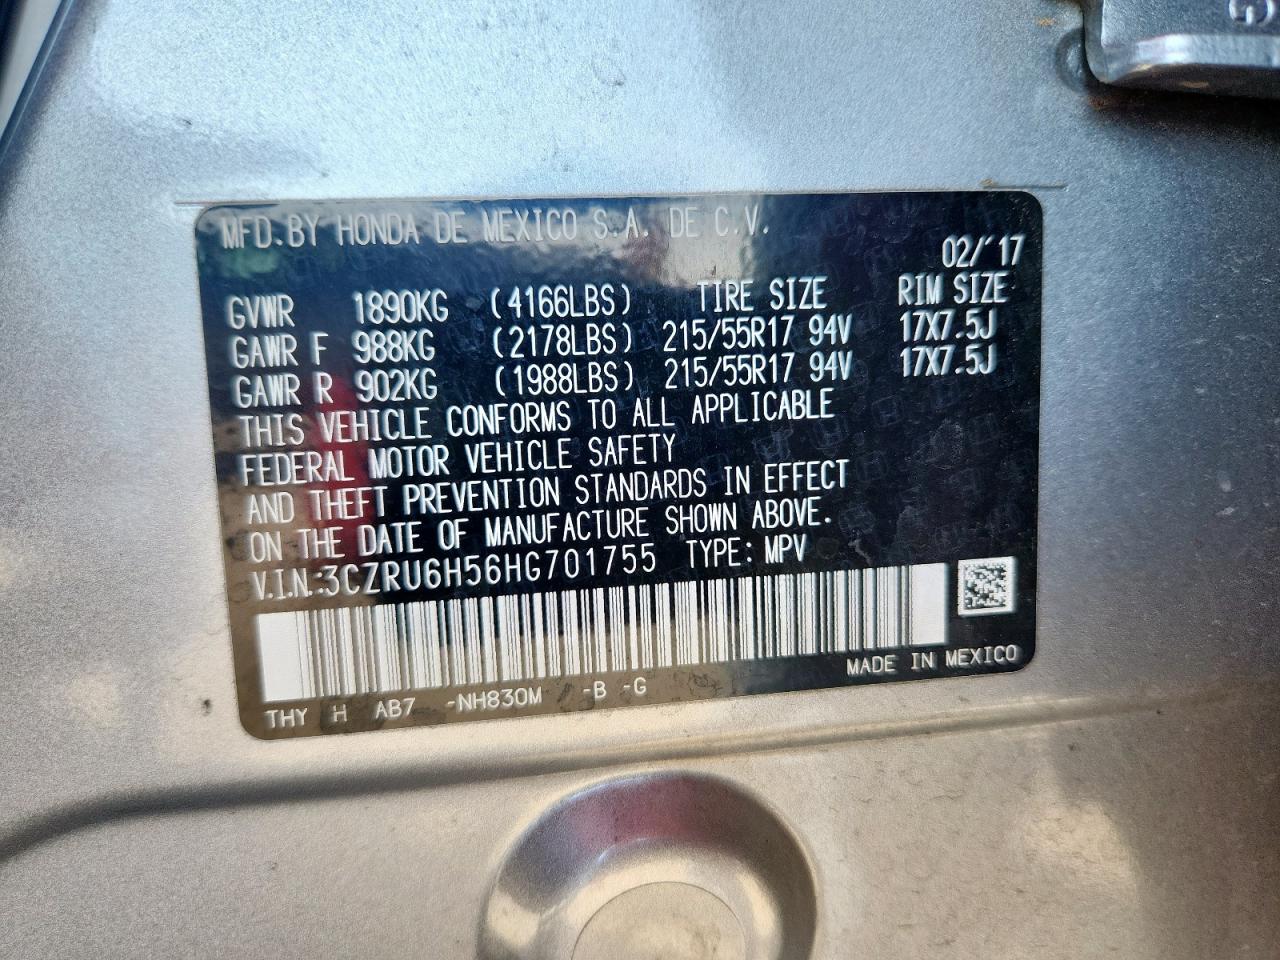 MFD.BY HONDA DE MEXICO S.A. DE C.V.
02/'17
GVWR 1890KG (4166LBS) TIRE SIZE RIM SIZE
GAWR F 988KG (2178LBS) 215/55R17 94V 17X7.5J
GAWR R 902KG (1988LBS) 215/55R17 94V 17X7.5J
THIS VEHICLE CONFORMS TO ALL APPLICABLE
FEDERAL MOTOR VEHICLE SAFETY
AND THEFT PREVENTION STANDARDS IN EFFECT
ON THE DATE OF MANUFACTURE SHOWN ABOVE.
V.I.N.:3CZRU6H56HG701755 TYPE: MPV
MADE IN MEXICO
THY H AB7 -NH830M -B -G